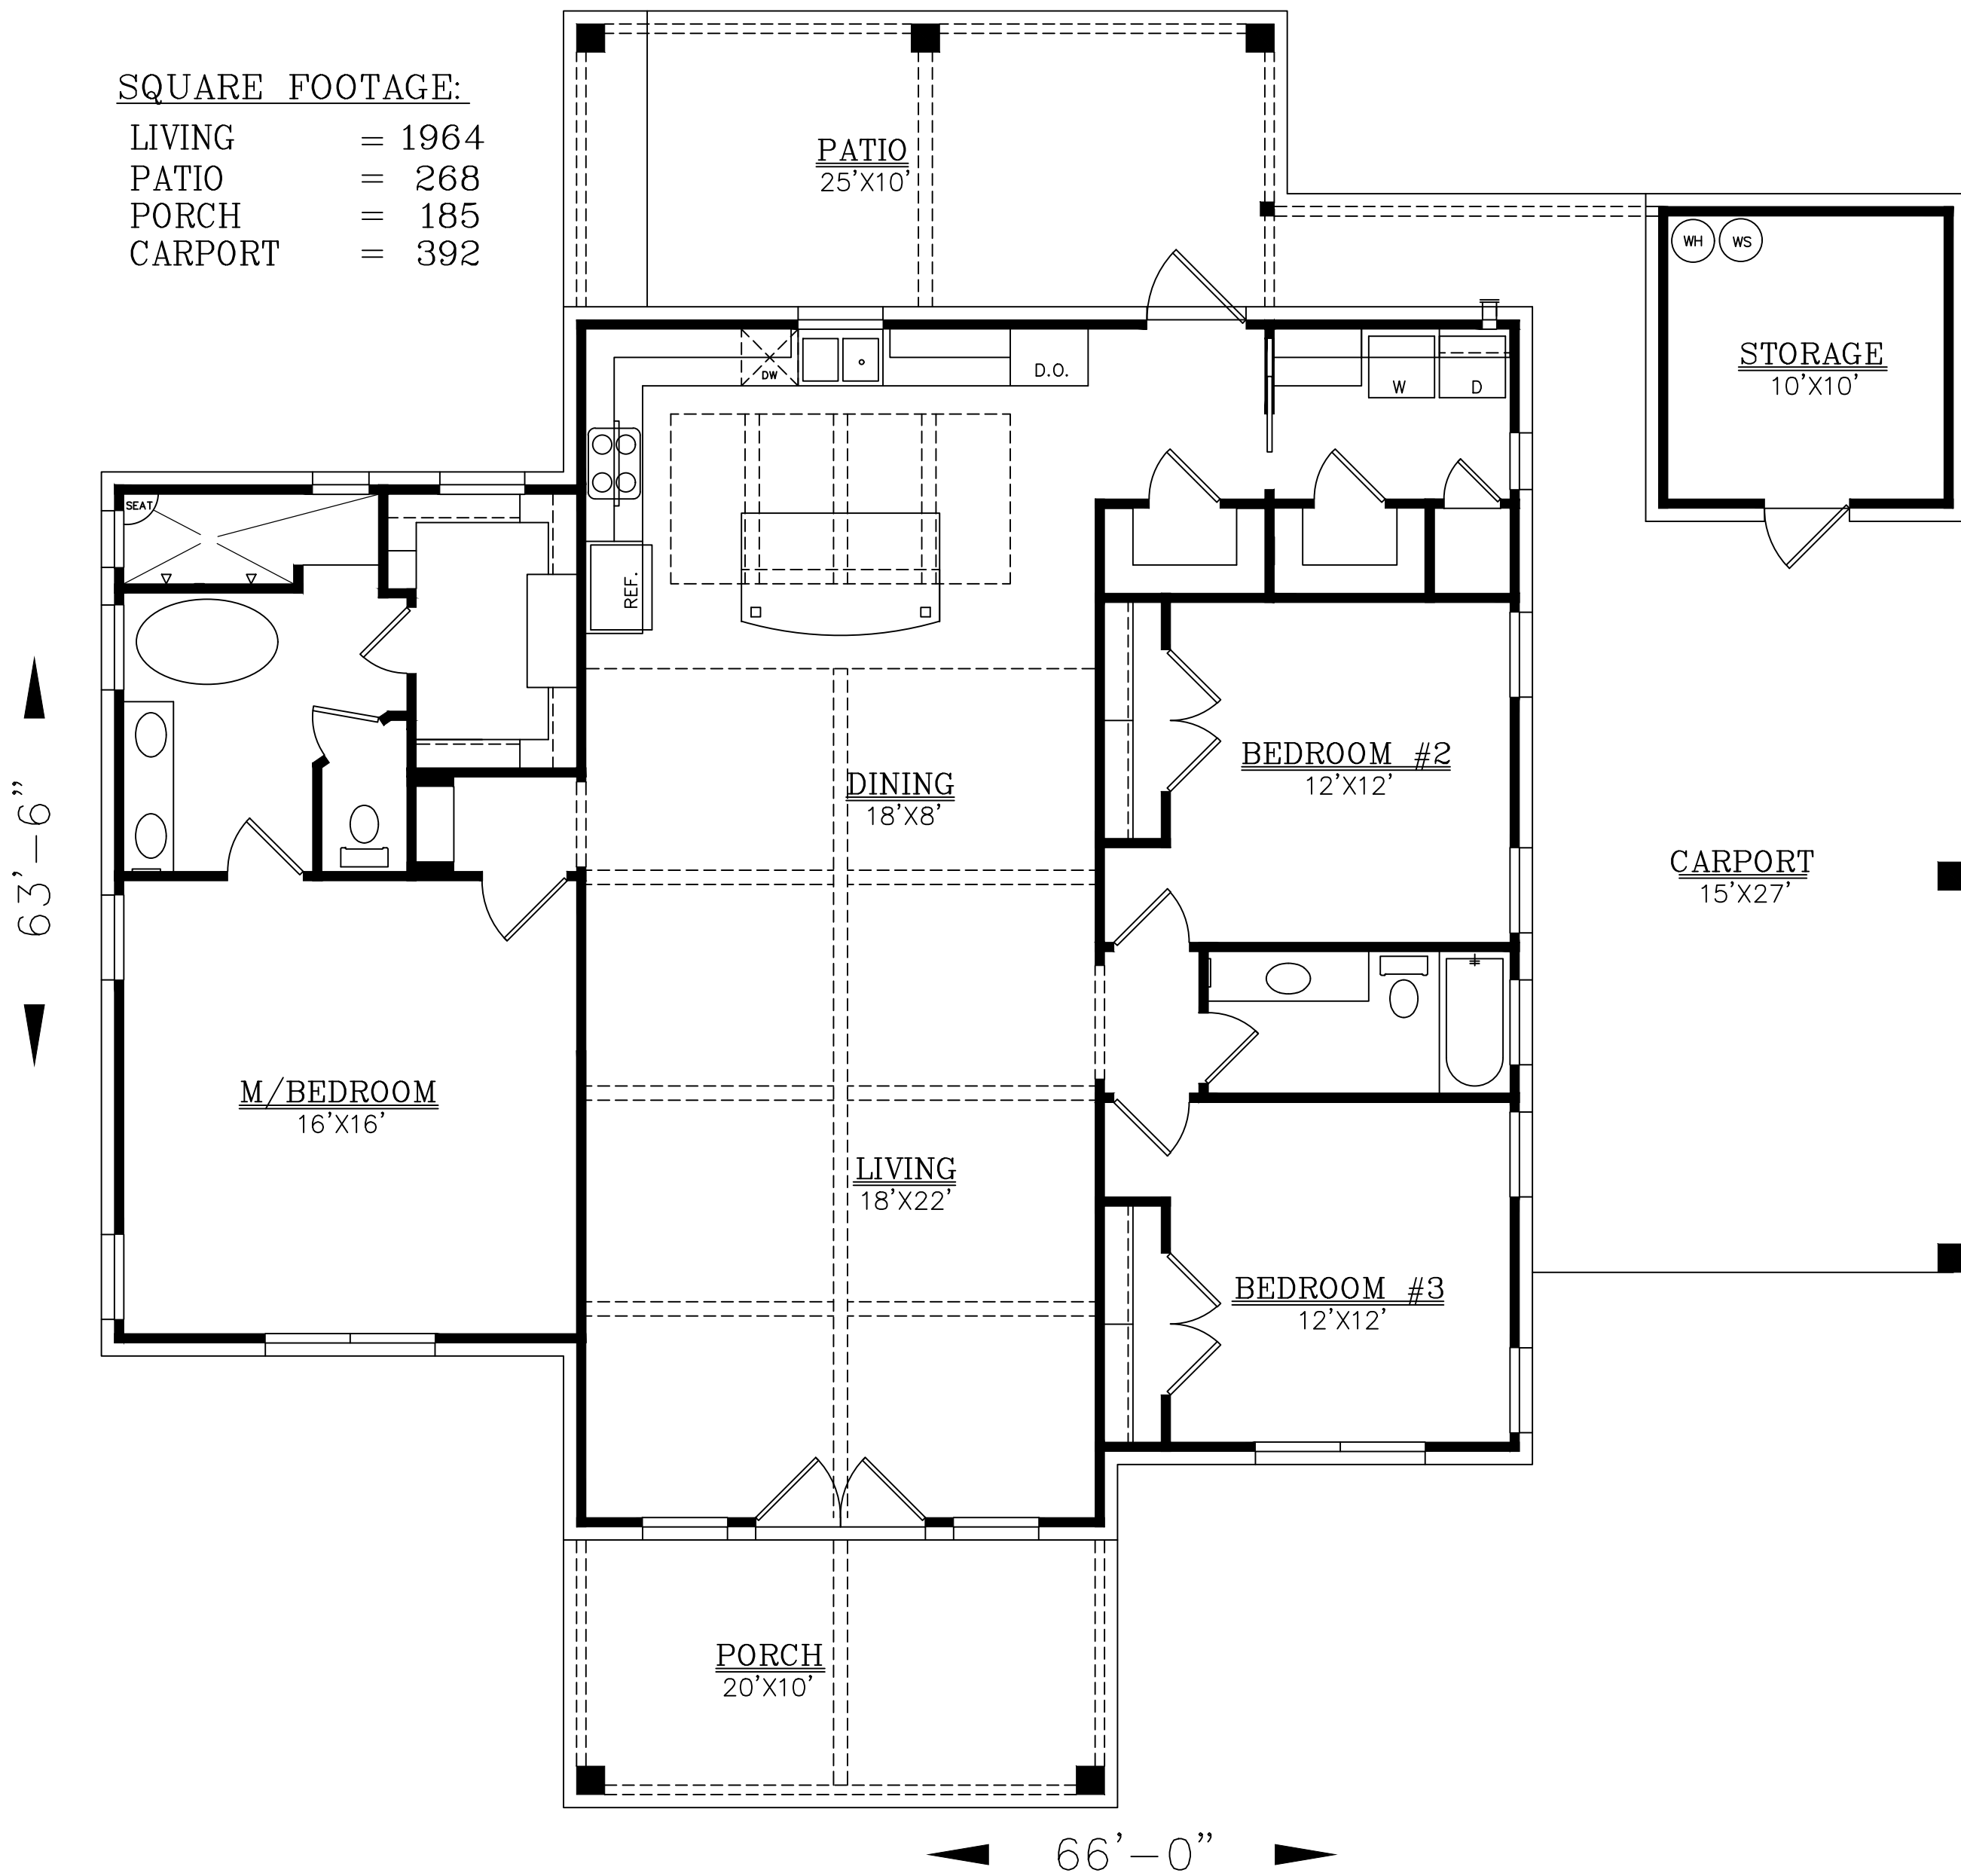 SQUARE FOOTAGE:
LIVING = 1964
PATIO = 268
PORCH = 185
CARPORT = 392
PATIO
25'X10'
WH WS
STORAGE
10'X10'
DW
D.O.
W D
SEAT
REF.
BEDROOM #2
12'X12'
DINING
18'X8'
CARPORT
15'X27'
63'-6"
M/BEDROOM
16'X16'
LIVING
18'X22'
BEDROOM #3
12'X12'
PORCH
20'X10'
66'-0"